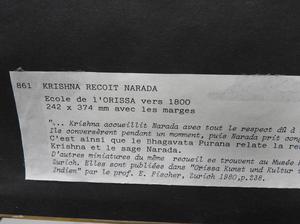 861 KRISHNA RECOIT NARADA
Ecole de l'ORISSA vers 1800
242 x 374 mm avec les marges
"... Krishna accueillit Narada avec tout le respect dû à
Ils conversèrent pendant un moment, puis Narada prit cong
C'est ainsi que le Bhagavata Purana relate la re
Krishna et le sage Narada.
D'autres miniatures du même recueil se trouvent au Musée
Zurich. Elles sont publiées dans "Orissa Kunst und Kultur
Indien" par le prof. E. Fischer, Zurich 1980, p.238.